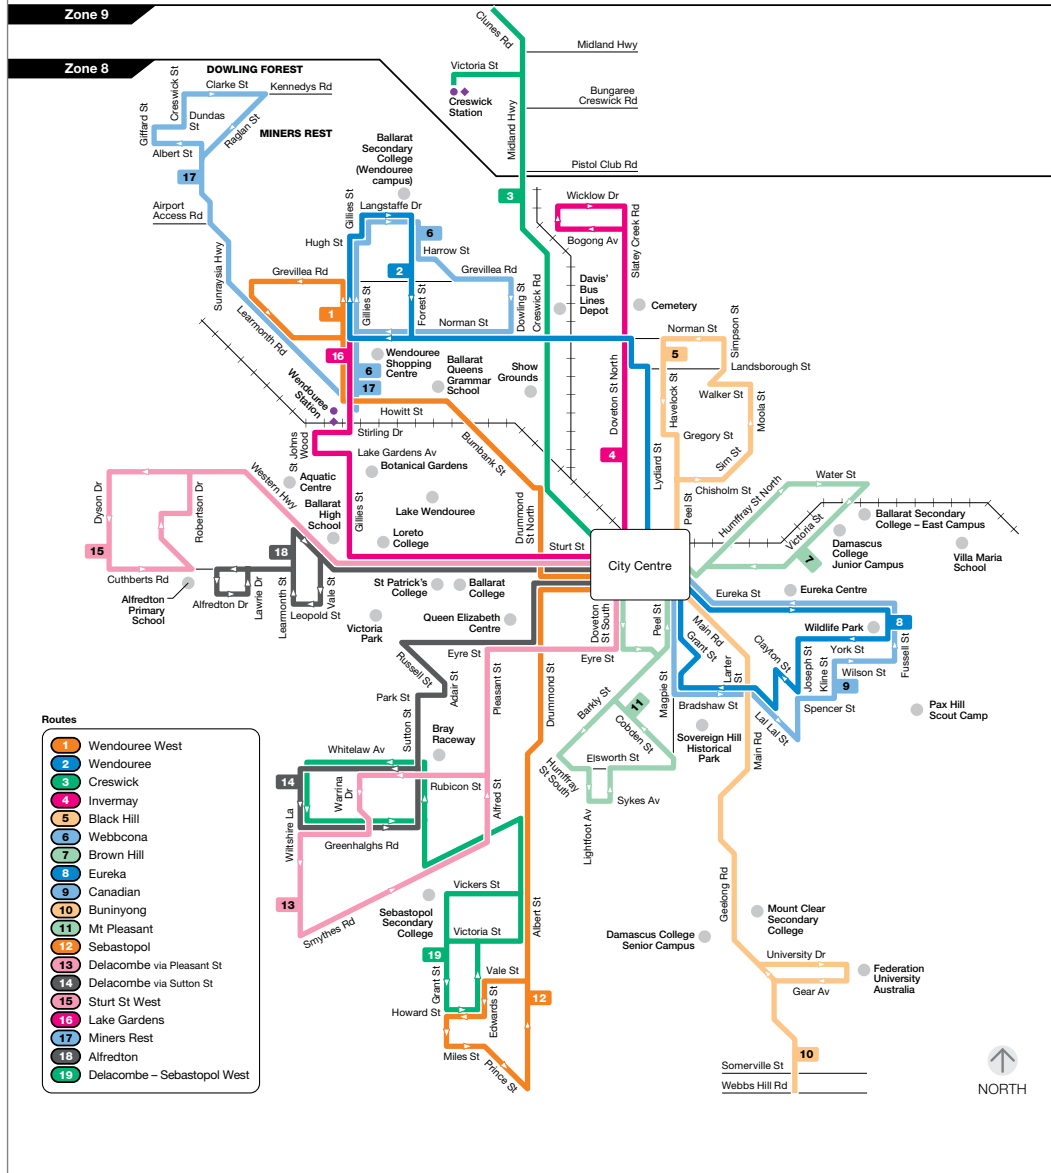 Zone 9
Clunes Rd
Midland Hwy
Zone 8
DOWLING FOREST
Victoria St
Creswick St
Clarke St
Kennedys Rd
Bungaree
Creswick Rd
Creswick
Station
Giffard St
Dundas
St
Raglan St
MINERS REST
Midland Hwy
Albert St
Ballarat
Secondary
College
(Wendouree
campus)
Pistol Club Rd
17
3
Wicklow Dr
Airport
Access Rd
Gillies St
Langstaffe Dr
Slatey Creek Rd
6
Hugh St
Harrow St
Bogong Av
Sunraysia Hwy
Grevillea Rd
2
Grevillea Rd
Davis'
Bus
Lines
Depot
Gillies St
Forest St
Dowling St
Creswick Rd
Cemetery
Learmonth Rd
1
Norman St
Norman St
Simpson St
16
Wendouree
Shopping
Centre
5
Landsborough St
6
17
Ballarat
Queens
Grammar
School
Show
Grounds
Doveton St North
Havelock St
Walker St
Moola St
Wendouree
Station
Howitt St
Stirling Dr
Burnbank St
Gregory St
St Johns
Wood
Lake Gardens Av
4
Lydiard St
Sim St
Western Hwy
Aquatic
Centre
Botanical Gardens
Water St
Dyson Dr
Robertson Dr
Chisholm St
Peel St
Humffray St North
Ballarat
High
School
Gillies St
Lake Wendouree
Drummond
St North
Victoria St
Ballarat Secondary
College – East Campus
Loreto
College
Sturt St
Damascus
College
Junior Campus
Villa Maria
School
15
18
City Centre
7
Cuthberts Rd
Alfredton
Primary
School
Alfredton Dr
Lawrie Dr
Learmonth St
Vale St
Leopold St
St Patrick's
College
Ballarat
College
Eureka St
Eureka Centre
Victoria
Park
Queen Elizabeth
Centre
Doveton
St South
Peel St
Main Rd
Wildlife Park
8
Grant St
Clayton St
Joseph St
Kline St
York St
Fussell St
Russell St
Eyre St
Eyre St
Larter
St
Wilson St
9
Adair St
Pleasant St
Drummond St
Magpie St
Park St
Barkly St
11
Bradshaw St
Spencer St
Lal Lal St
Pax Hill
Scout Camp
Sutton St
Cobden St
Sovereign Hill
Historical
Park
Bray
Raceway
Main Rd
Whitelaw Av
Elsworth St
Humffray
St South
14
Warrina
Dr
Rubicon St
Sykes Av
Alfred St
Wiltshire La
Greenhalghs Rd
Lightfoot Av
Geelong Rd
Vickers St
13
Smythes Rd
Sebastopol
Secondary
College
Albert St
Mount Clear
Secondary
College
Victoria St
Damascus College
Senior Campus
19
University Dr
Grant St
Vale St
Federation
University
Australia
Gear Av
Howard St
Edwards St
12
Miles St
Prince St
10
Somerville St
Webbs Hill Rd
NORTH
Routes
1 Wendouree West
2 Wendouree
3 Creswick
4 Invermay
5 Black Hill
6 Webbcona
7 Brown Hill
8 Eureka
9 Canadian
10 Buninyong
11 Mt Pleasant
12 Sebastopol
13 Delacombe via Pleasant St
14 Delacombe via Sutton St
15 Sturt St West
16 Lake Gardens
17 Miners Rest
18 Alfredton
19 Delacombe – Sebastopol West